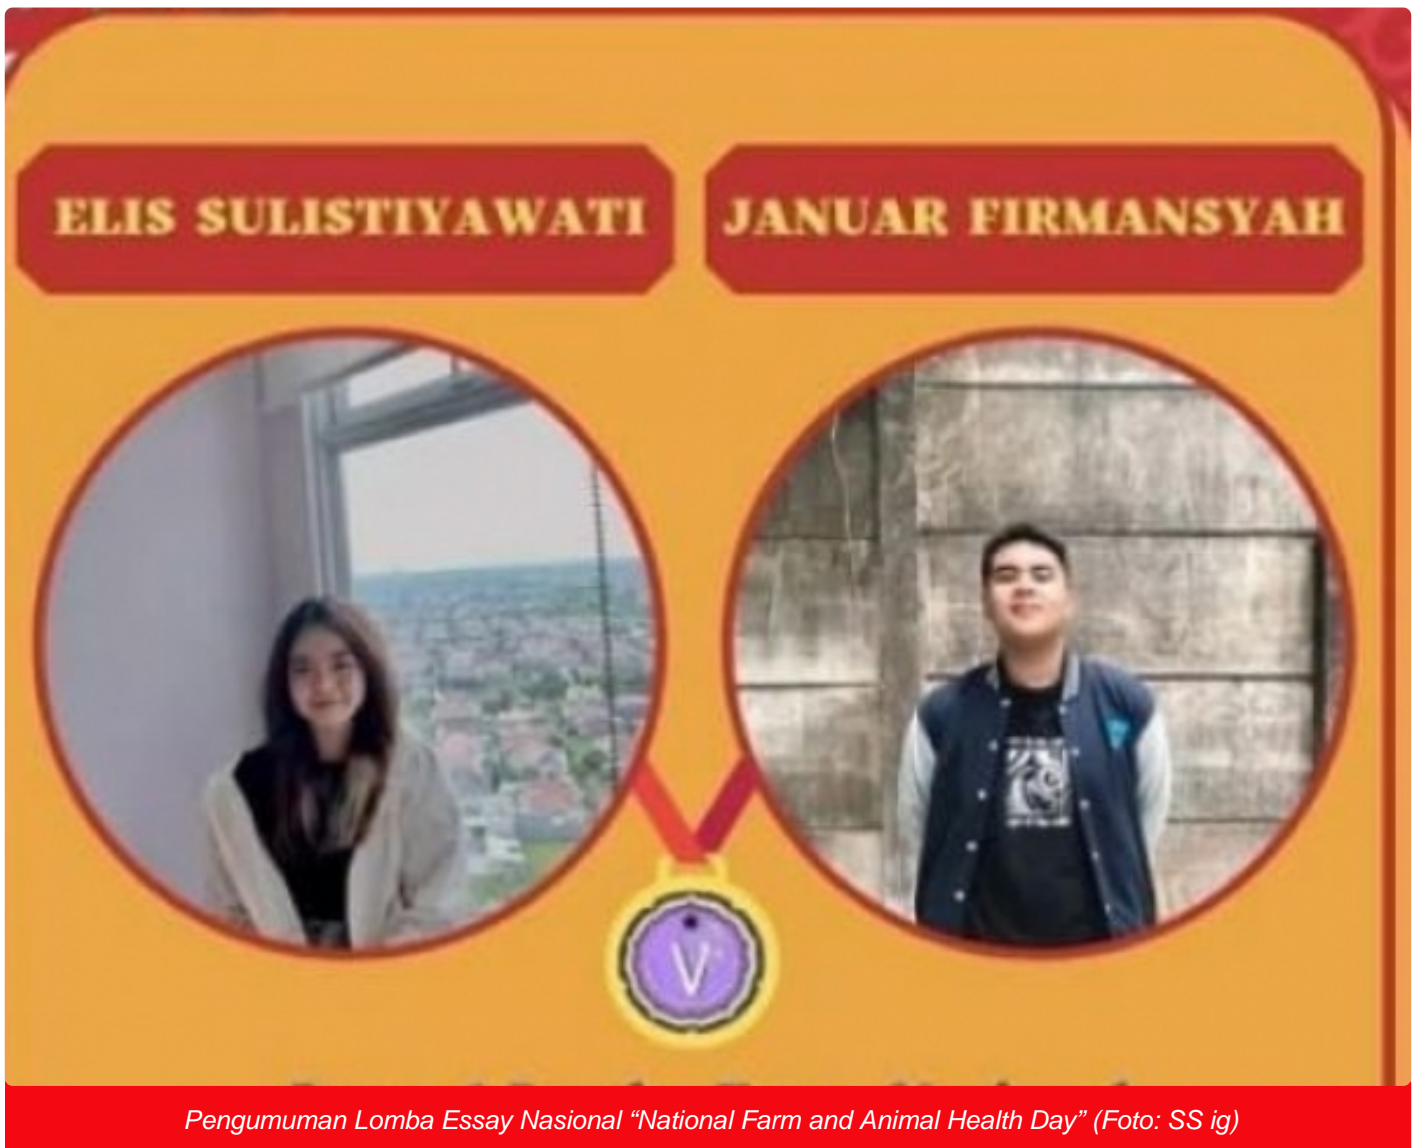 ELIS SULISTIYAWATI
JANUAR FIRMANSYAH
V
Pengumuman Lomba Essay Nasional “National Farm and Animal Health Day” (Foto: SS ig)